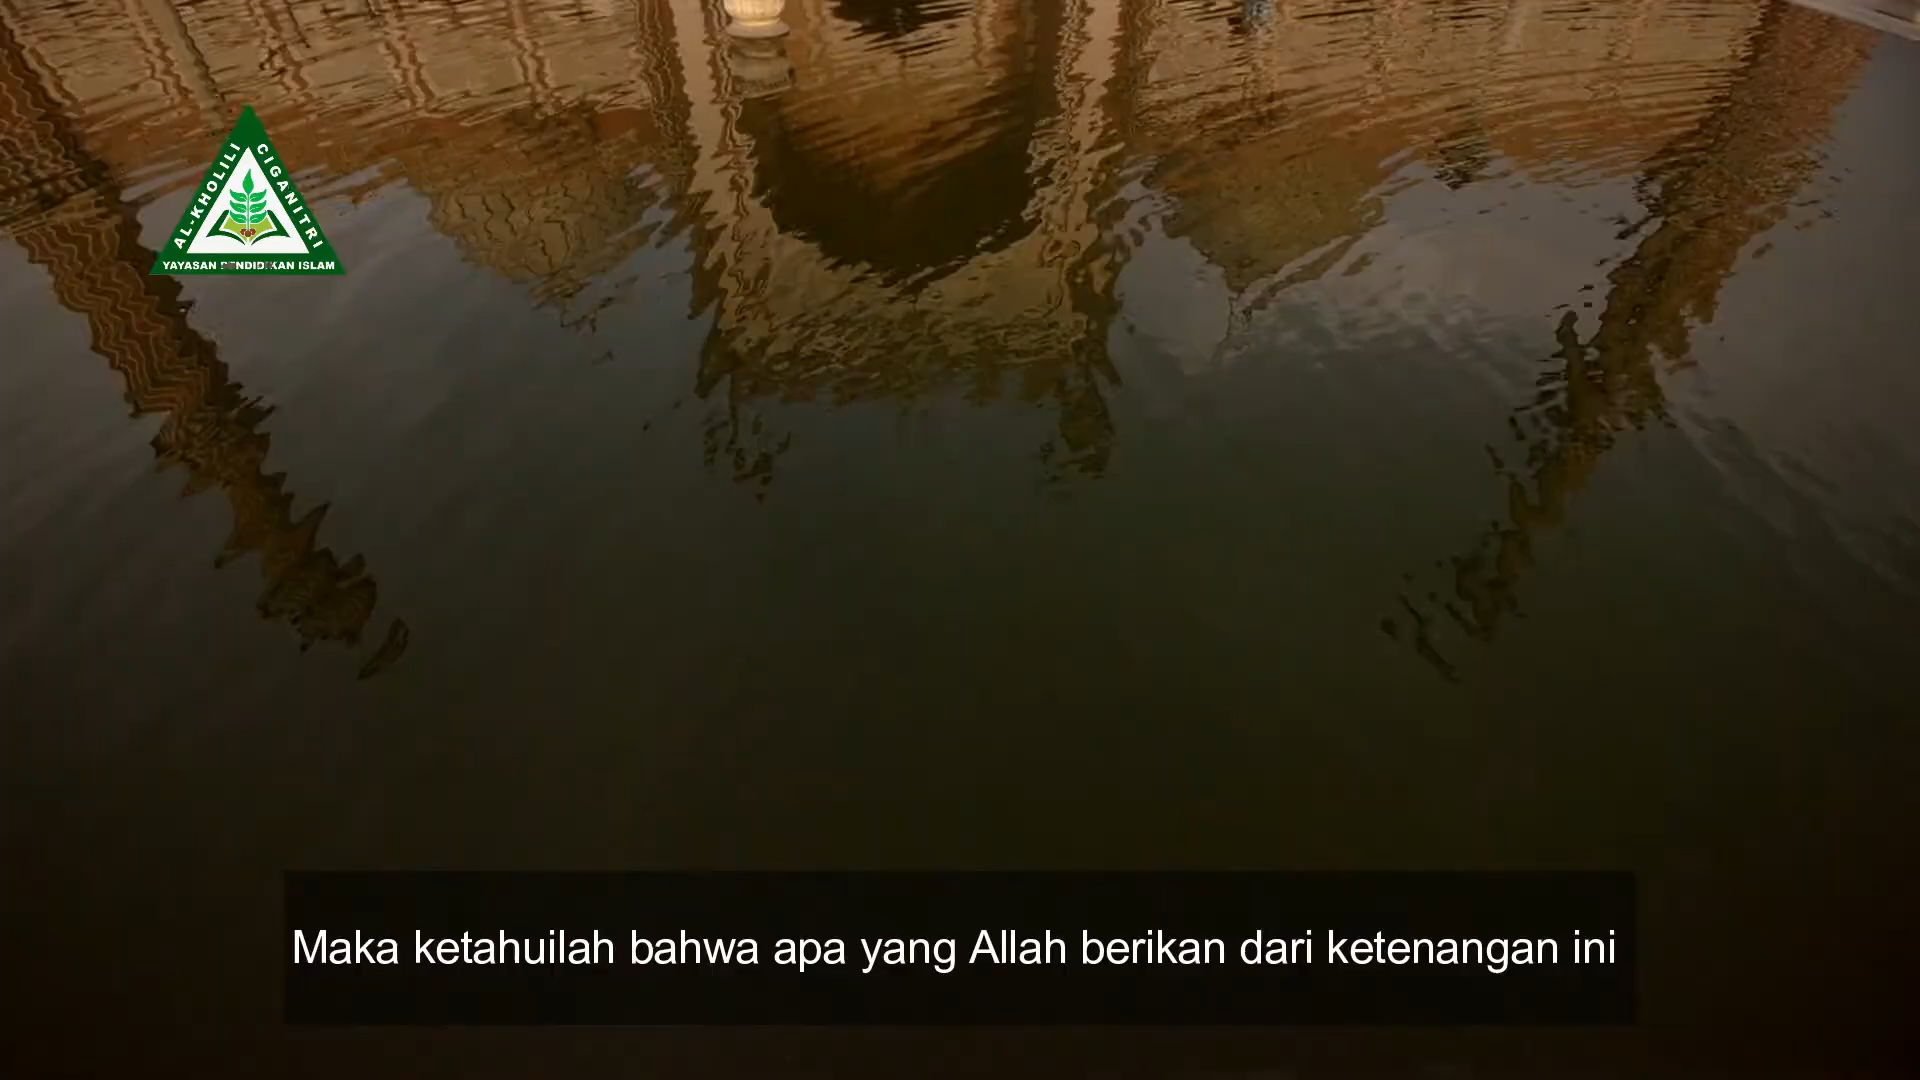 AL-KHOLILI CIGANITRI
YAYASAN PENDIDIKAN ISLAM
Maka ketahuilah bahwa apa yang Allah berikan dari ketenangan ini